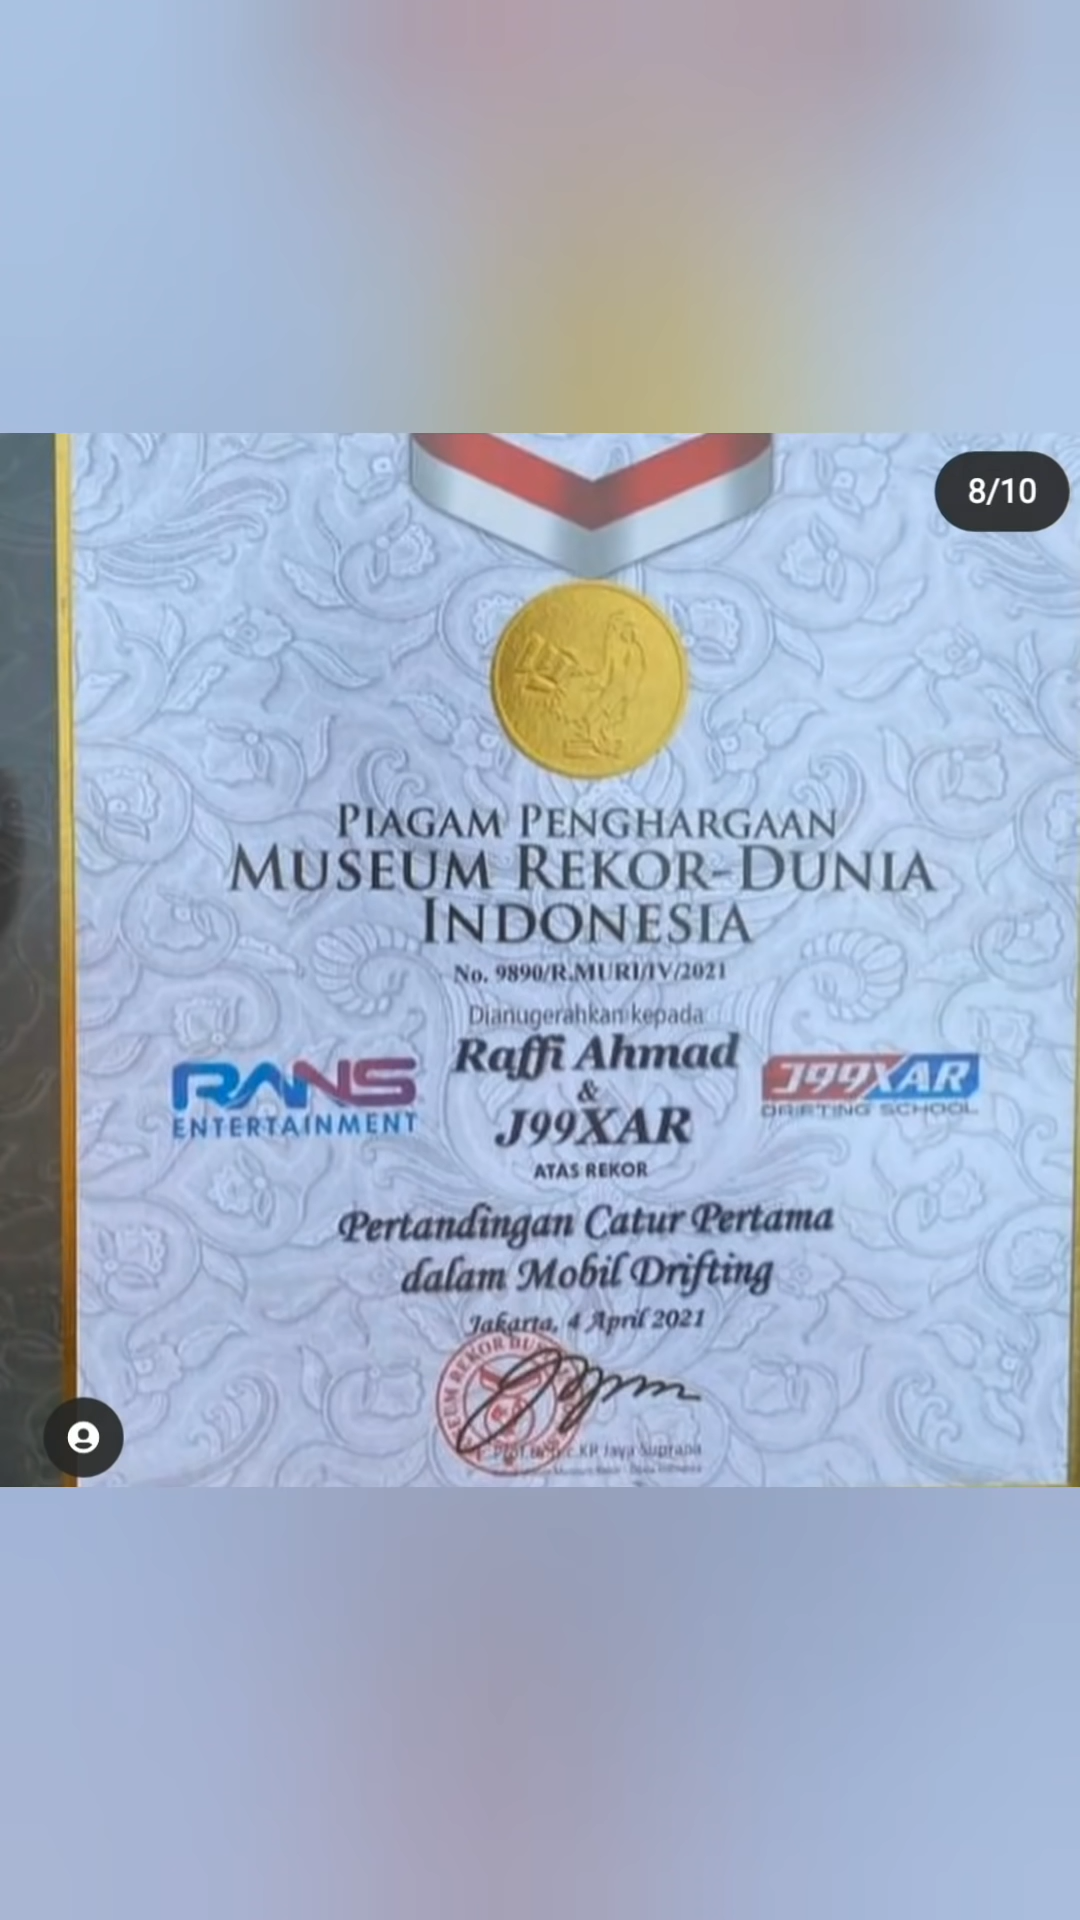 8/10
PIAGAM PENGHARGAAN
MUSEUM REKOR-DUNIA
INDONESIA
No. 9890/R.MURI/IV/2021
Dianugerahkan kepada
Raffi Ahmad
&
J99XAR
RANS
ENTERTAINMENT
J99XAR
DRIFTING SCHOOL
ATAS REKOR
Pertandingan Catur Pertama
dalam Mobil Drifting
Jakarta, 4 April 2021
REKOR DU
KP Jaya Suprana